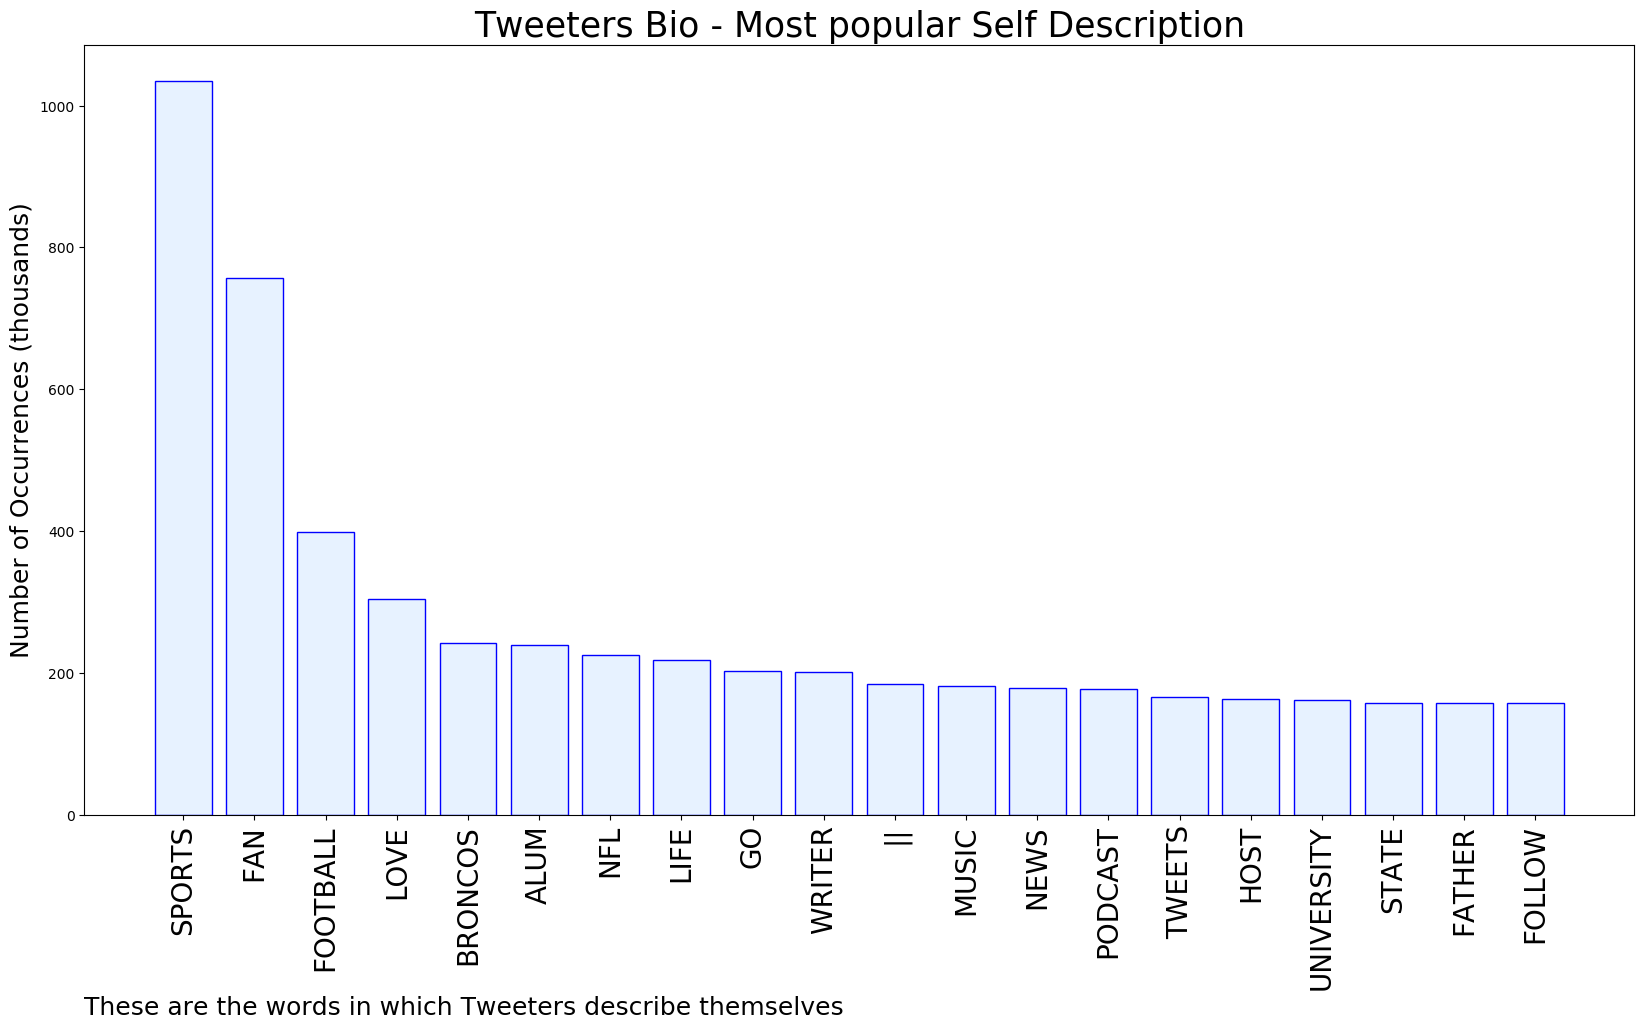 Tweeters Bio - Most popular Self Description
Number of Occurrences (thousands)
1000
800
600
400
200
0
SPORTS
FAN
FOOTBALL
LOVE
BRONCOS
ALUM
NFL
LIFE
GO
WRITER
||
MUSIC
NEWS
PODCAST
TWEETS
HOST
UNIVERSITY
STATE
FATHER
FOLLOW
These are the words in which Tweeters describe themselves